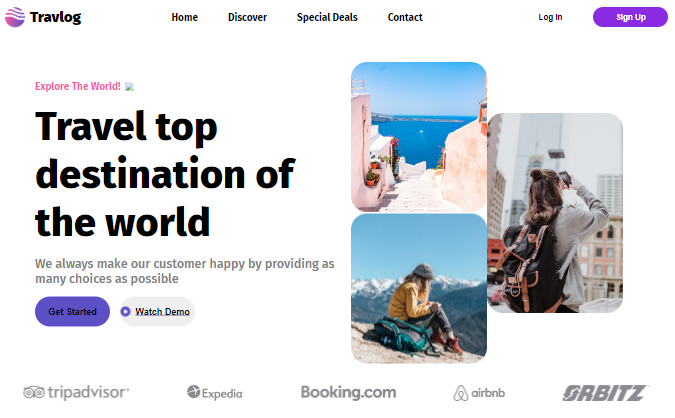 Travlog
Home Discover Special Deals Contact
Log In Sign Up
Explore The World!
Travel top
destination of
the world
We always make our customer happy by providing as
many choices as possible
Get Started Watch Demo
tripadvisor Expedia Booking.com airbnb ORBITZ